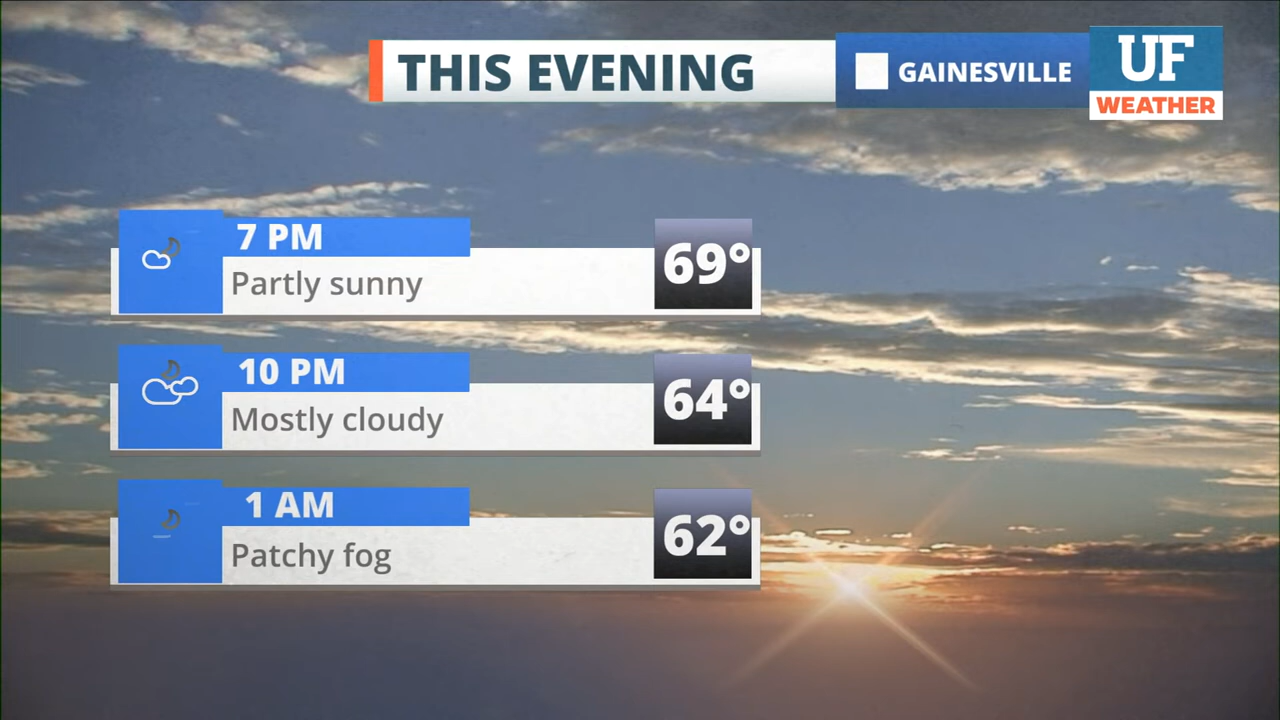 THIS EVENING
GAINESVILLE
UF
WEATHER
7 PM
Partly sunny
69°
10 PM
Mostly cloudy
64°
1 AM
Patchy fog
62°